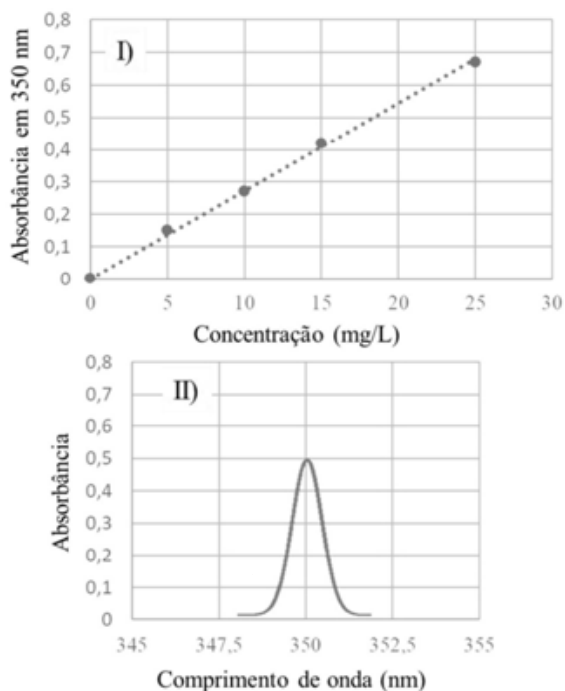 I)
Absorbância em 350 nm
0,8
0,7
0,6
0,5
0,4
0,3
0,2
0,1
0
0 5 10 15 20 25 30
Concentração (mg/L)
II)
Absorbância
0,8
0,7
0,6
0,5
0,4
0,3
0,2
0,1
0
345 347,5 350 352,5 355
Comprimento de onda (nm)